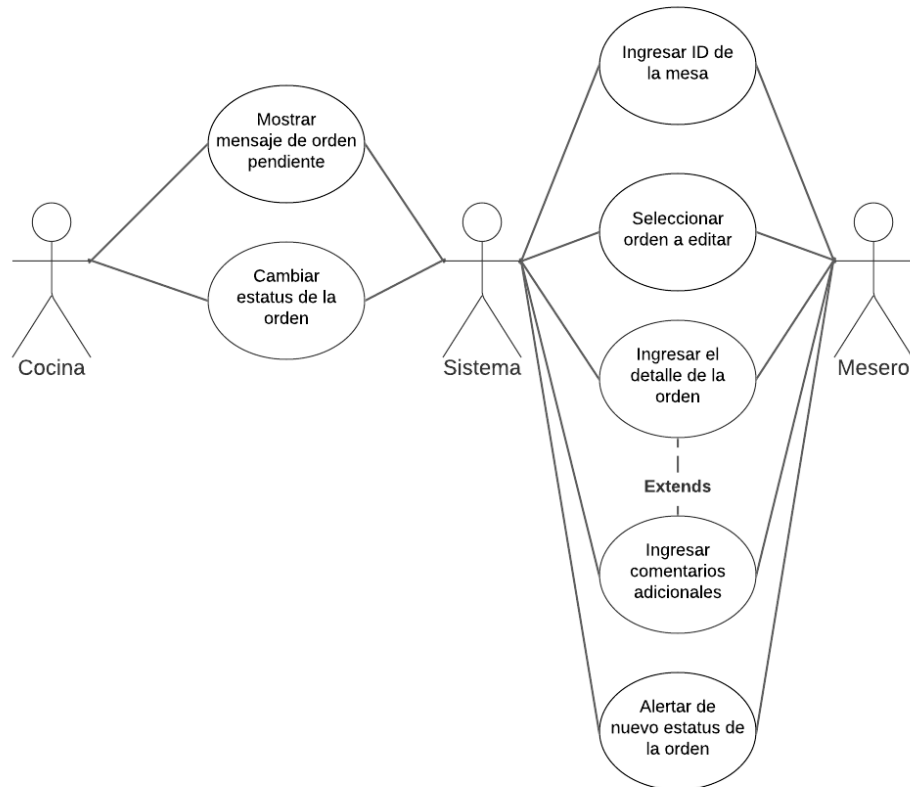 Ingresar ID de
la mesa
Mostrar
mensaje de orden
pendiente
Seleccionar
orden a editar
Cambiar
estatus de la
orden
Cocina
Sistema
Mesero
Ingresar el
detalle de la
orden
Extends
Ingresar
comentarios
adicionales
Alertar de
nuevo estatus de
la orden